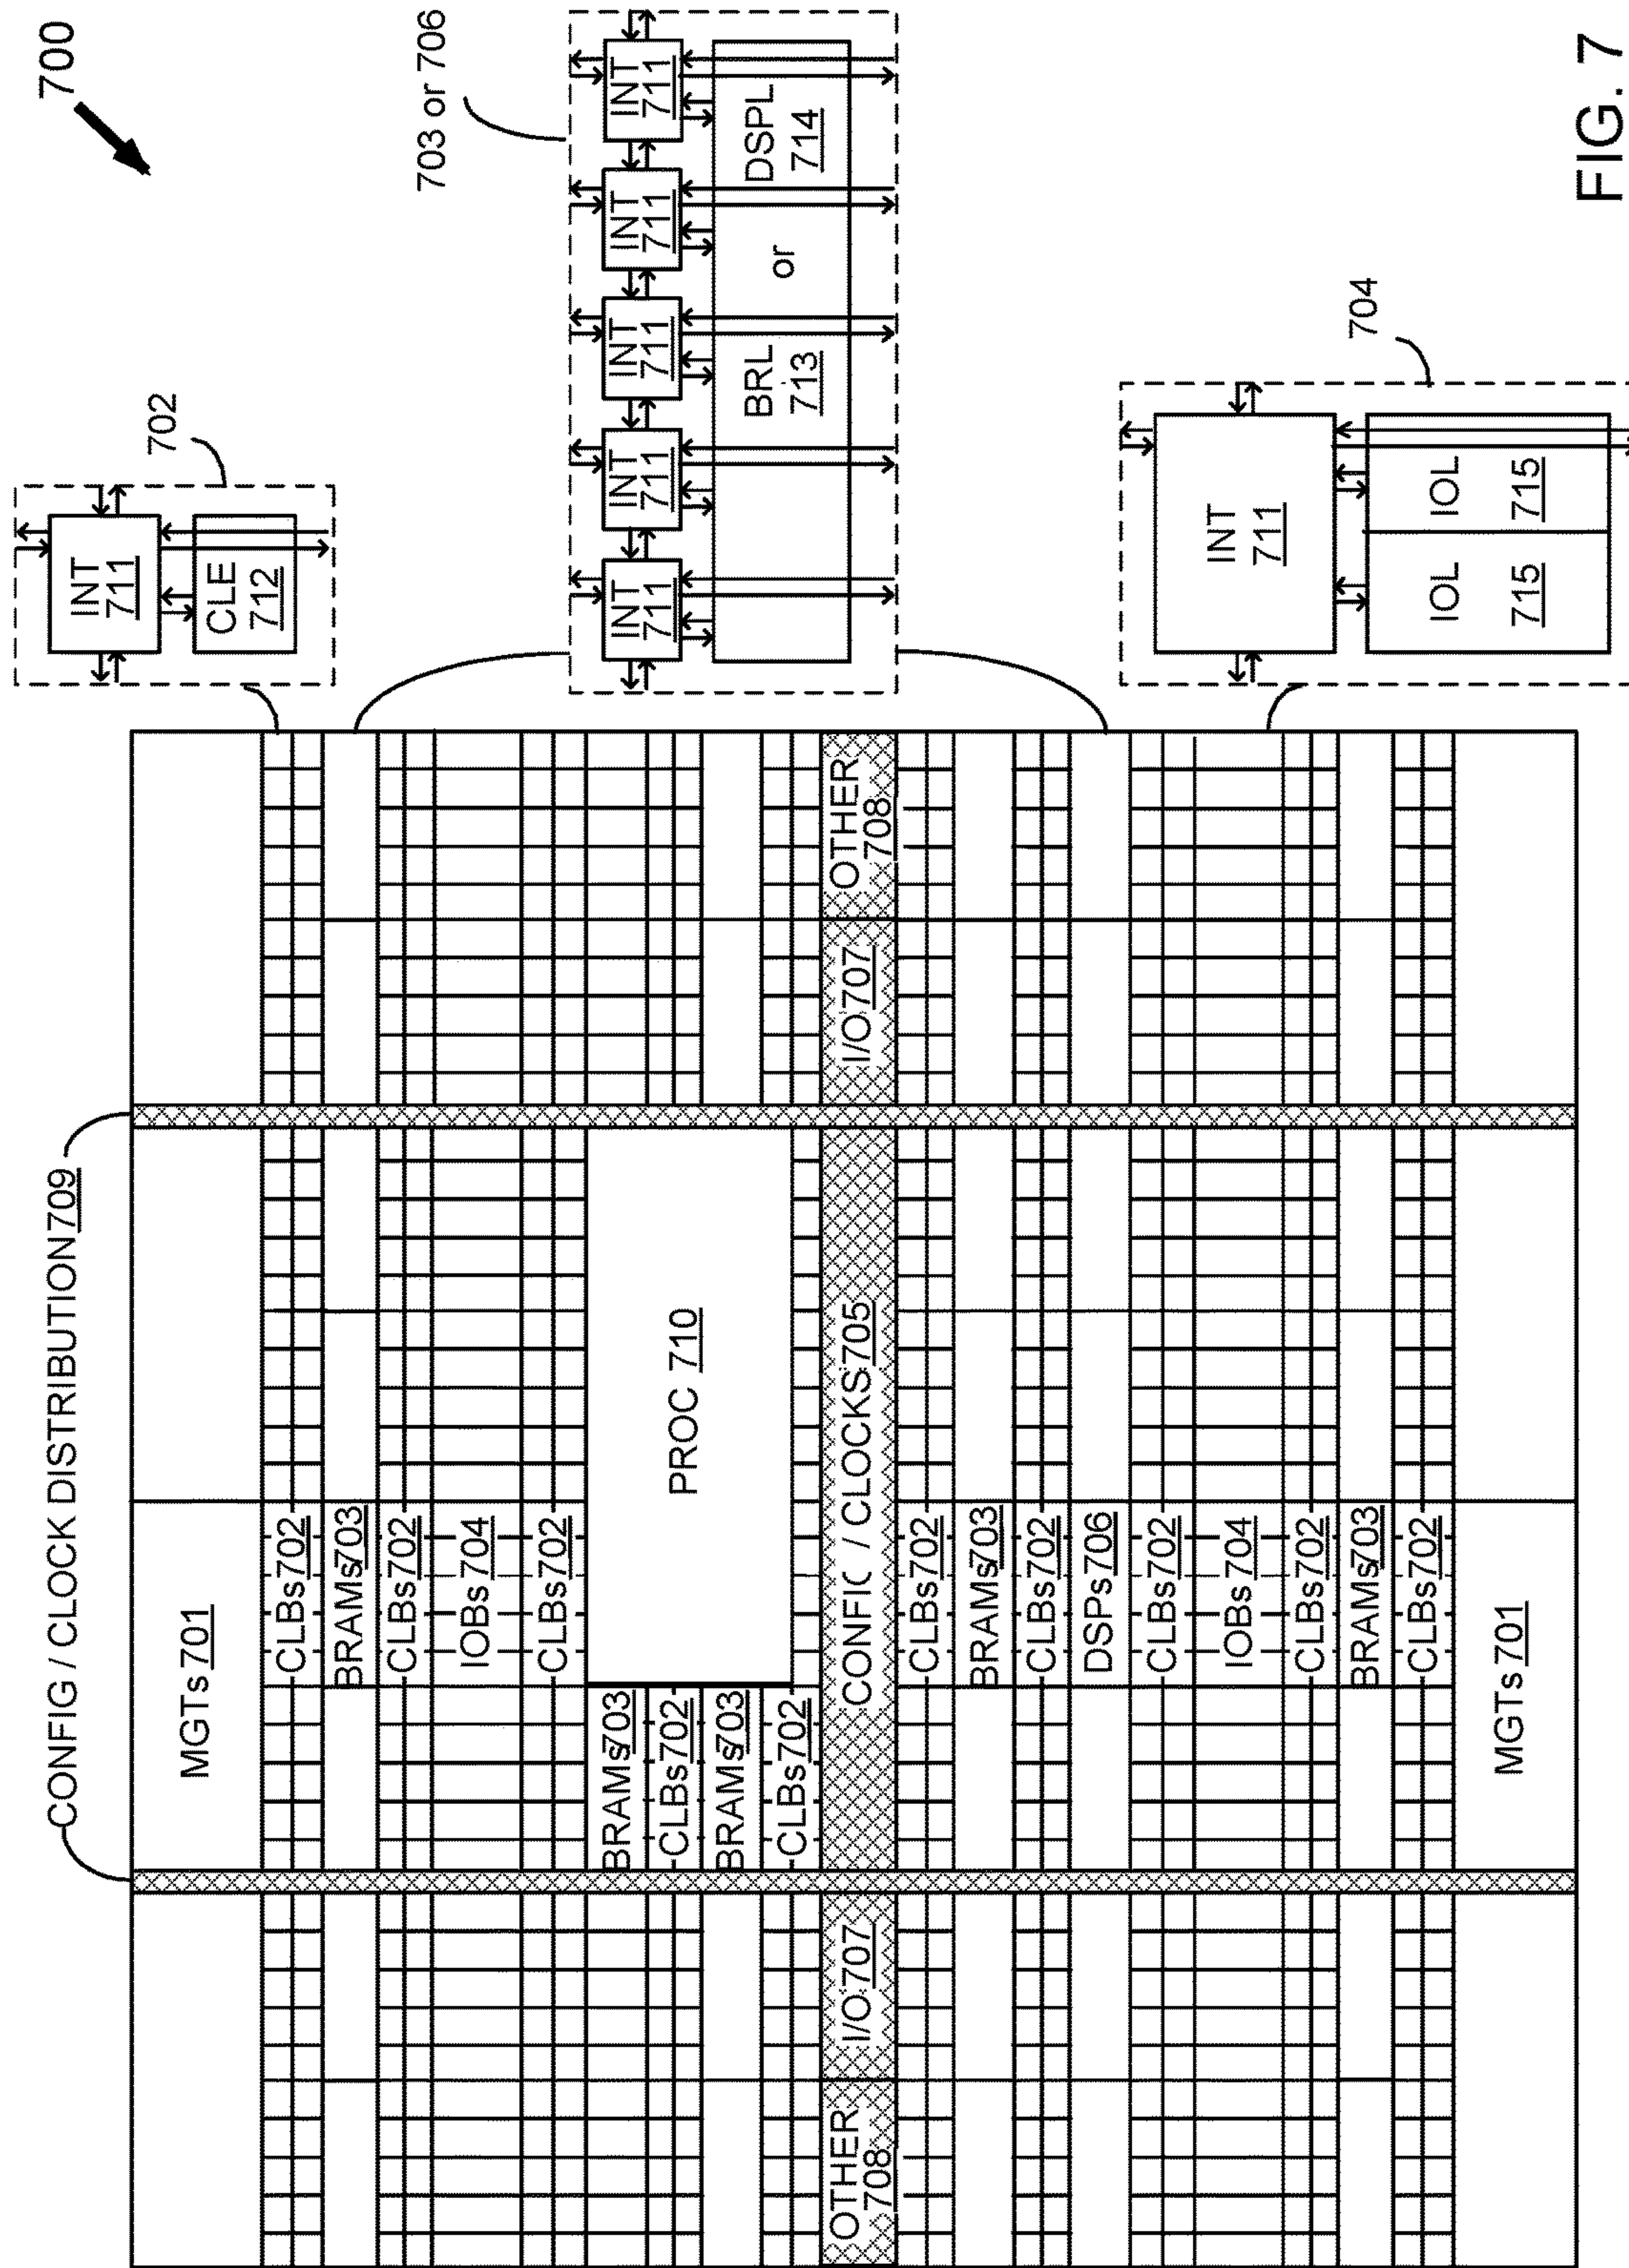 700
CONFIG / CLOCK DISTRIBUTION 709
MGTs 701
CLBs 702
BRAMs 703
CLBs 702
IOBs 704
CLBs 702
PROC 710
BRAMs 703
CLBs 702
BRAMs 703
CLBs 702
OTHER
708
I/O 707
CONFIG / CLOCKS 705
I/O 707
OTHER
708
CLBs 702
BRAMs 703
CLBs 702
DSPs 706
CLBs 702
IOBs 704
CLBs 702
BRAMs 703
CLBs 702
MGTs 701
702
INT
711
CLE
712
703 or 706
INT
711
INT
711
INT
711
INT
711
INT
711
BRL
713
or
DSPL
714
704
INT
711
IOL
715
IOL
715
FIG. 7